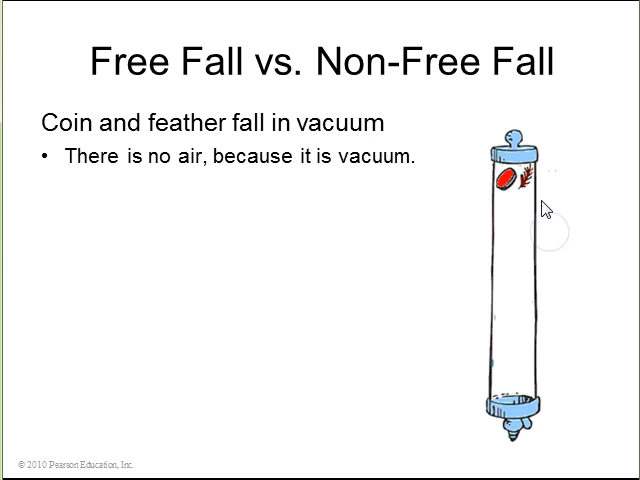 Free Fall vs. Non-Free Fall
Coin and feather fall in vacuum
• There is no air, because it is vacuum.
© 2010 Pearson Education, Inc.